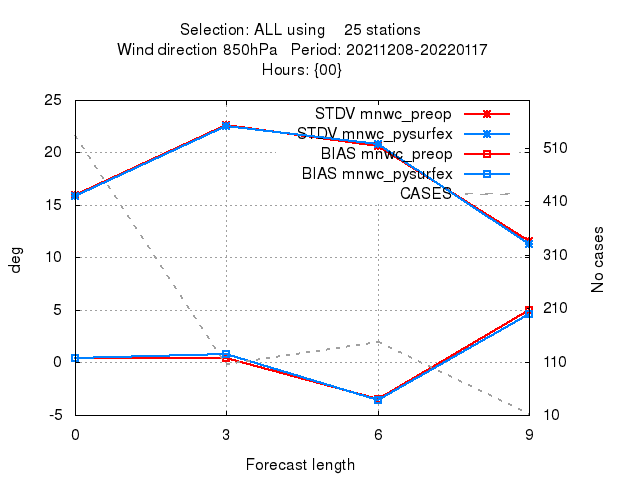 Selection: ALL using    25 stations
Wind direction 850hPa   Period: 20211208-20220117
Hours: {00}
STDV mnwc_preop
STDV mnwc_pysurfex
BIAS mnwc_preop
BIAS mnwc_pysurfex
CASES
25
20
15
10
5
0
-5
deg
510
410
310
210
110
10
No cases
0 3 6 9
Forecast length